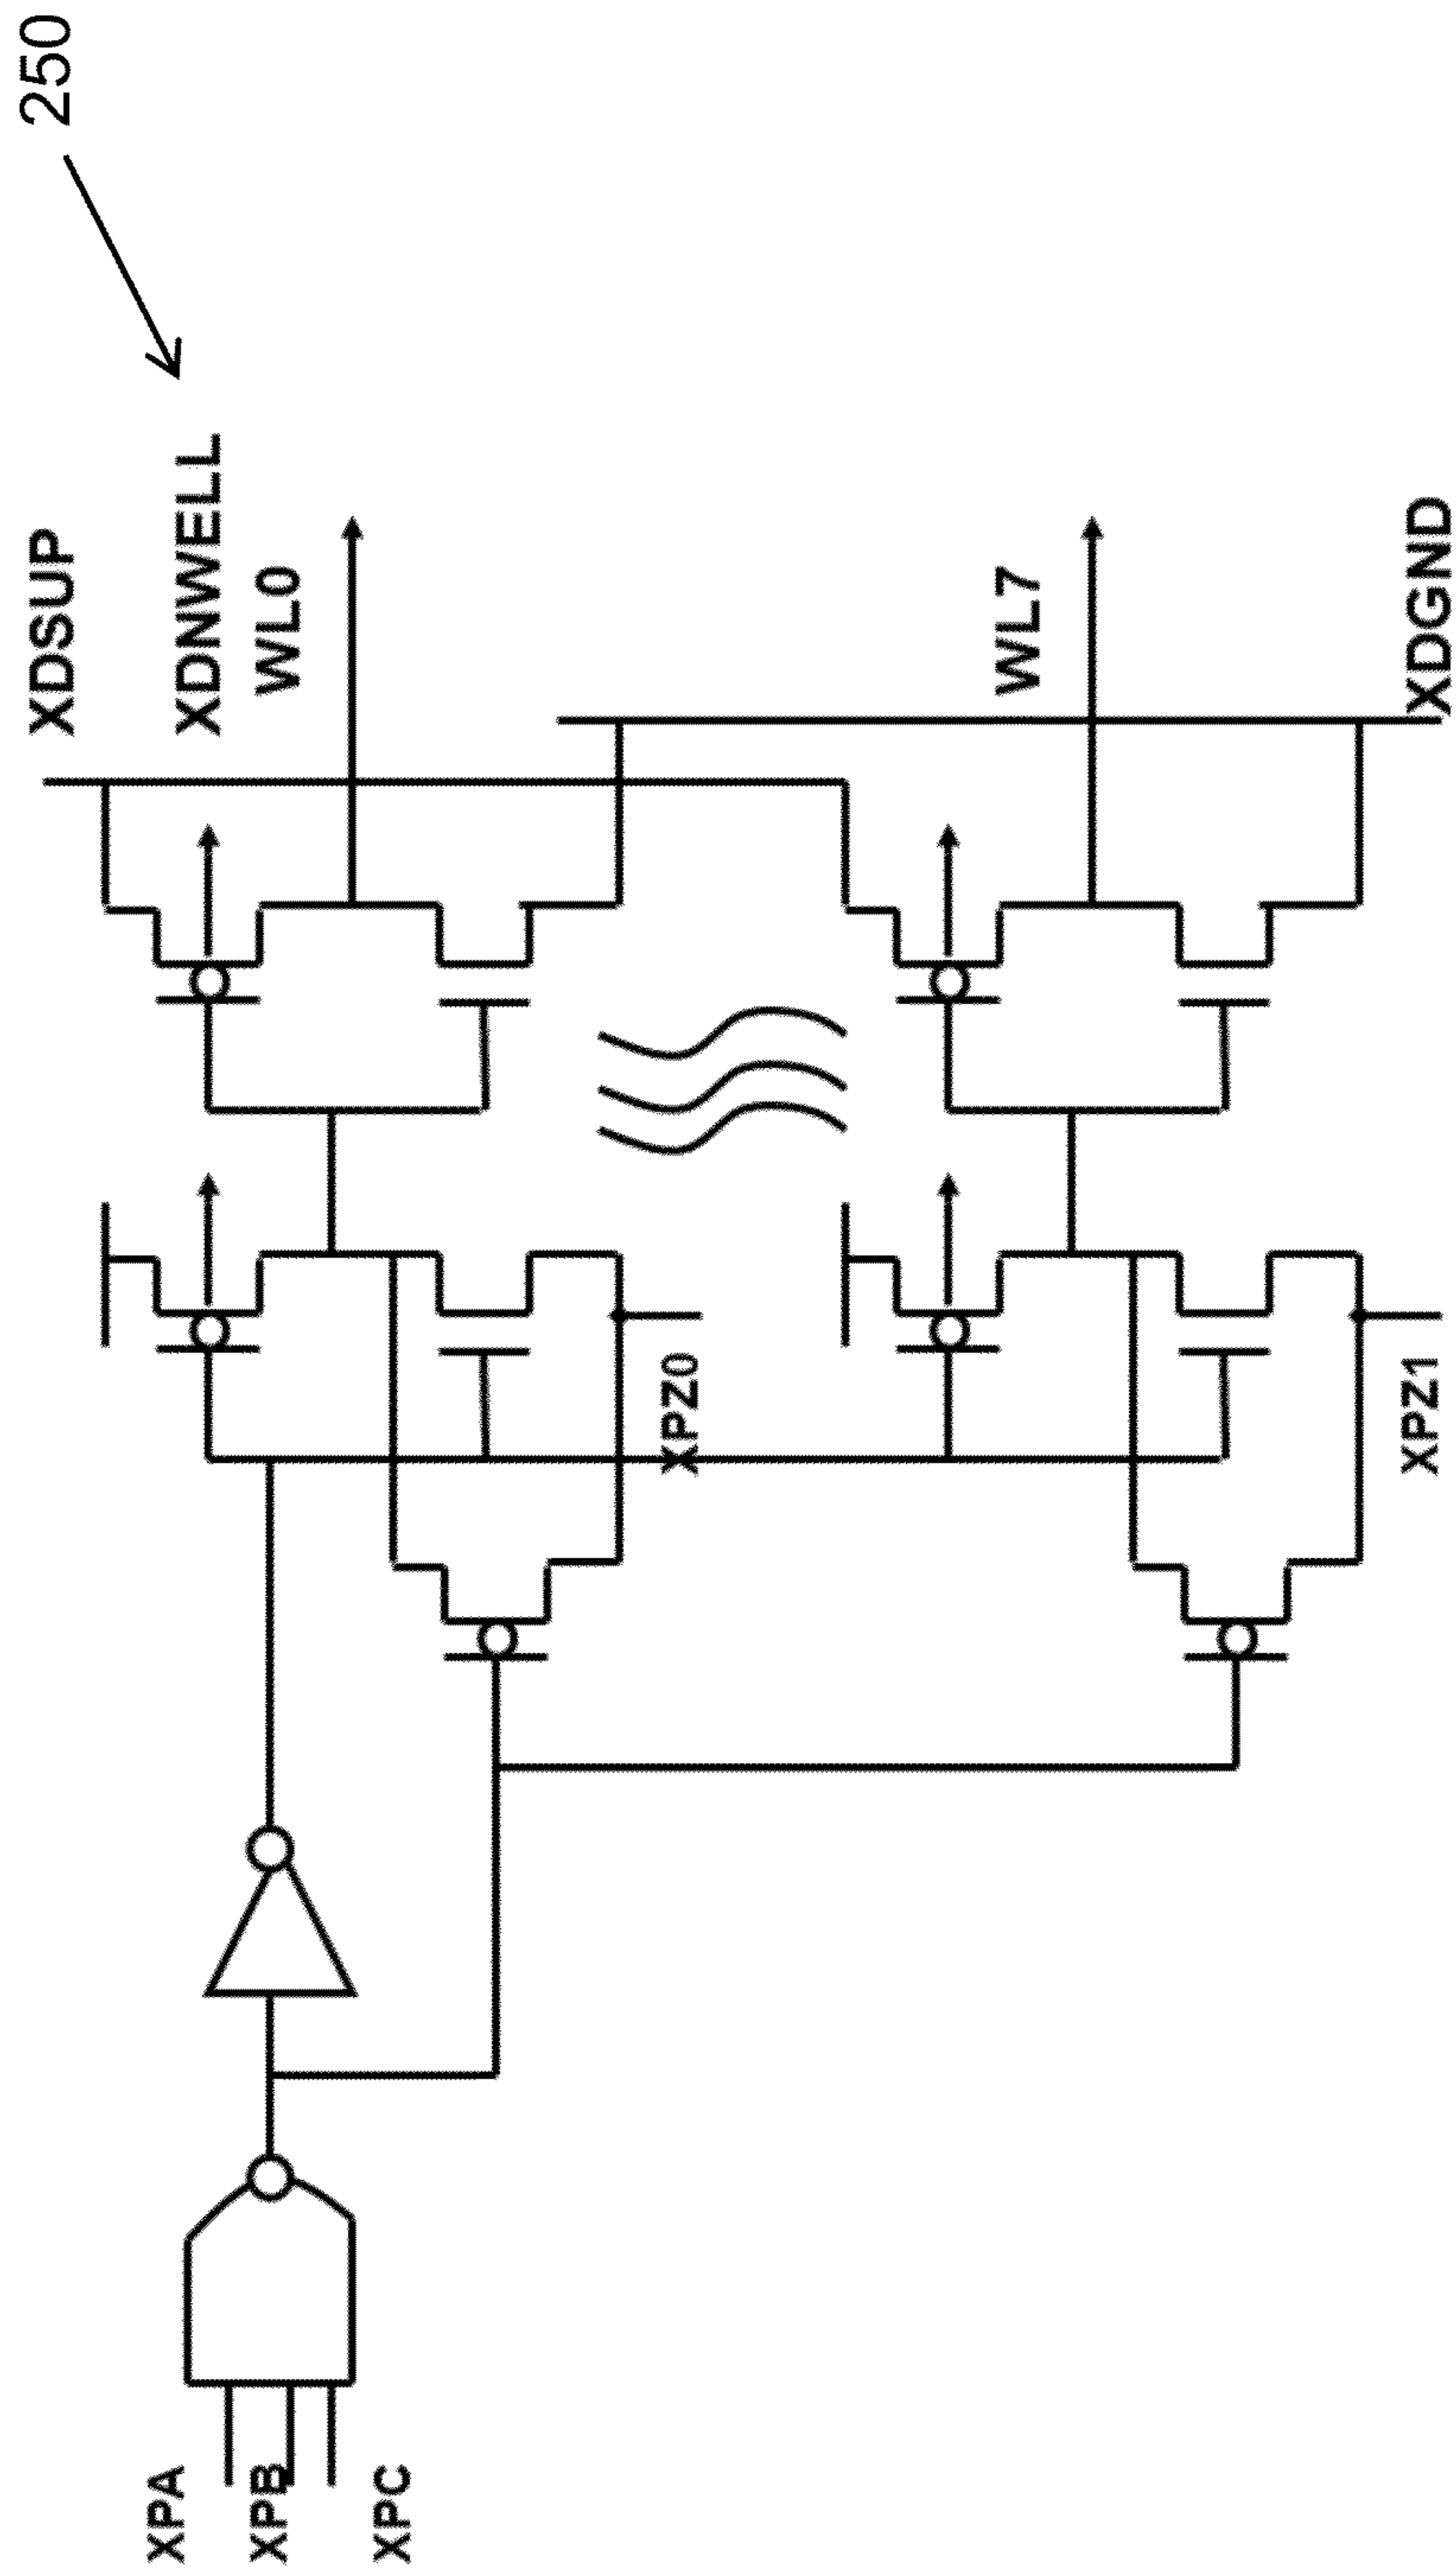 250
XDSUP
XDNWELL
WL0
WL7
XDGND
XPZ0
XPZ1
XPA
XPB
XPC